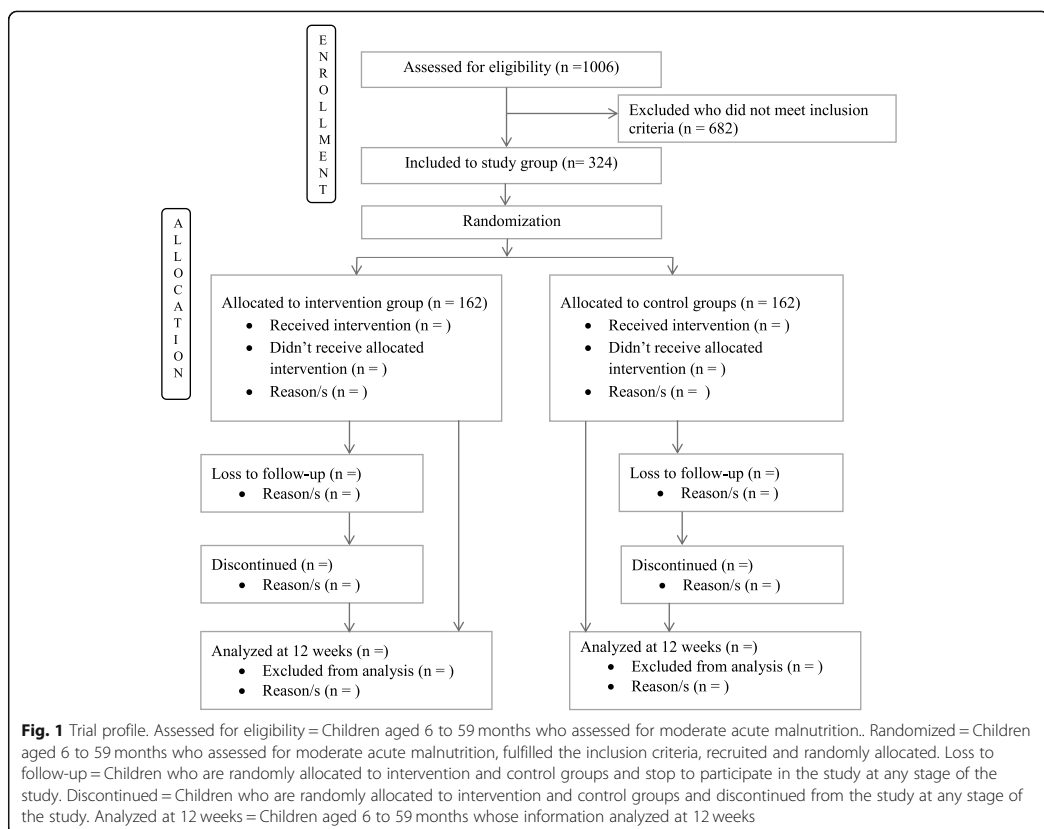 ENROLLMENT
Assessed for eligibility (n =1006)
Excluded who did not meet inclusion
criteria (n = 682)
Included to study group (n= 324)
ALLOCATION
Randomization
Allocated to intervention group (n = 162)
• Received intervention (n = )
• Didn't receive allocated
intervention (n = )
• Reason/s (n = )
Allocated to control groups (n = 162)
• Received intervention (n = )
• Didn't receive allocated
intervention (n = )
• Reason/s (n =  )
Loss to follow-up (n =)
• Reason/s (n = )
Loss to follow-up (n =)
• Reason/s (n = )
Discontinued (n =)
• Reason/s (n = )
Discontinued (n =)
• Reason/s (n = )
Analyzed at 12 weeks (n =)
• Excluded from analysis (n = )
• Reason/s (n = )
Analyzed at 12 weeks (n =)
• Excluded from analysis (n = )
• Reason/s (n = )
Fig. 1 Trial profile. Assessed for eligibility = Children aged 6 to 59 months who assessed for moderate acute malnutrition.. Randomized = Children
aged 6 to 59 months who assessed for moderate acute malnutrition, fulfilled the inclusion criteria, recruited and randomly allocated. Loss to
follow-up = Children who are randomly allocated to intervention and control groups and stop to participate in the study at any stage of the
study. Discontinued = Children who are randomly allocated to intervention and control groups and discontinued from the study at any stage of
the study. Analyzed at 12 weeks = Children aged 6 to 59 months whose information analyzed at 12 weeks